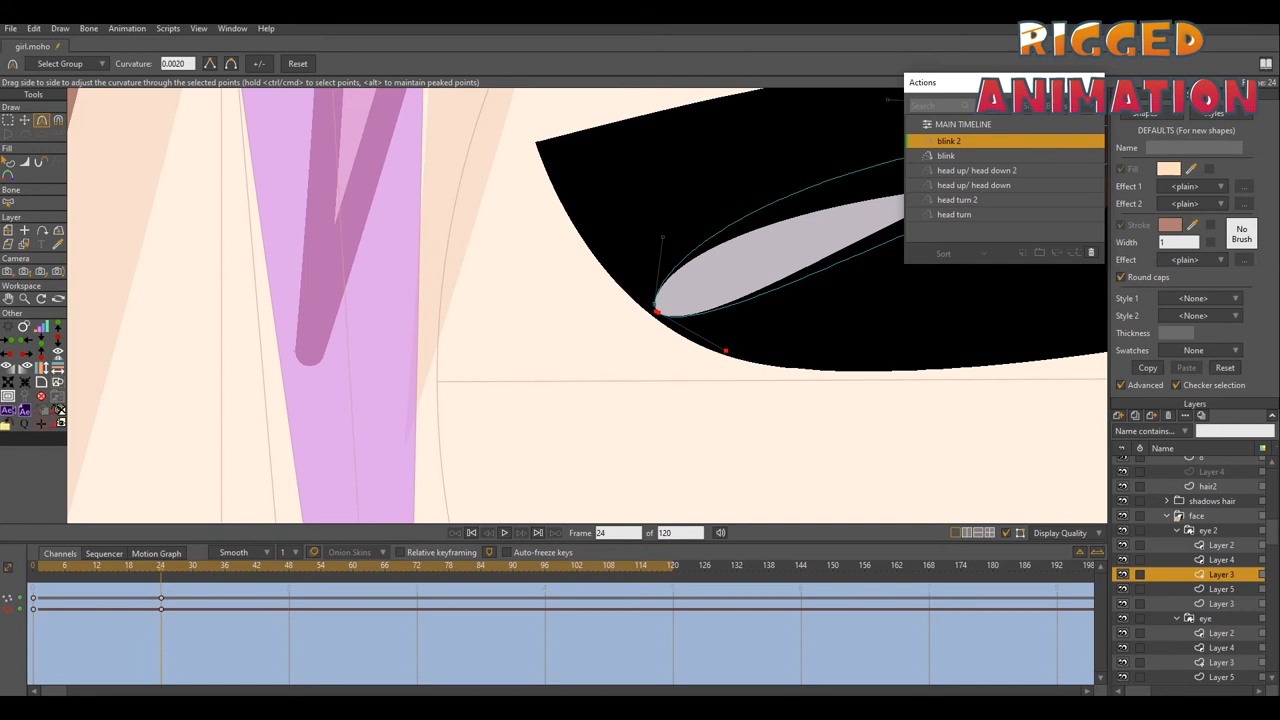 File Edit Draw Bone Animation Scripts View Window Help
RIGGED
ANIMATION
girl.moho
Select Group Curvature: 0.0020 +/- Reset
Drag side to side to adjust the curvature through the selected points (hold <ctrl/cmd> to select points, <alt> to maintain peaked points)
Tools
Draw
Fill
Bone
Layer
Camera
Workspace
Other
Actions
Search
MAIN TIMELINE
blink 2
blink
head up/ head down 2
head up/ head down
head turn 2
head turn
Sort
DEFAULTS (For new shapes)
Name
Fill
Effect 1 <plain> ...
Effect 2 <plain> ...
Stroke
No
Brush
Width 1
Effect <plain> ...
Round caps
Style 1 <None>
Style 2 <None>
Thickness
Swatches None
Copy Paste Reset
Advanced Checker selection
Layers
Name contains...
Name
8
Layer 4
hair2
shadows hair
face
eye 2
Layer 2
Layer 4
Layer 3
Layer 5
Layer 3
eye
Layer 2
Layer 4
Layer 3
Layer 5
Frame 24 of 120 Display Quality
Channels Sequencer Motion Graph Smooth 1 Onion Skins Relative keyframing Auto-freeze keys
0 6 12 18 24 30 36 42 48 54 60 66 72 78 84 90 96 102 108 114 120 126 132 138 144 150 156 162 168 174 180 186 192 198